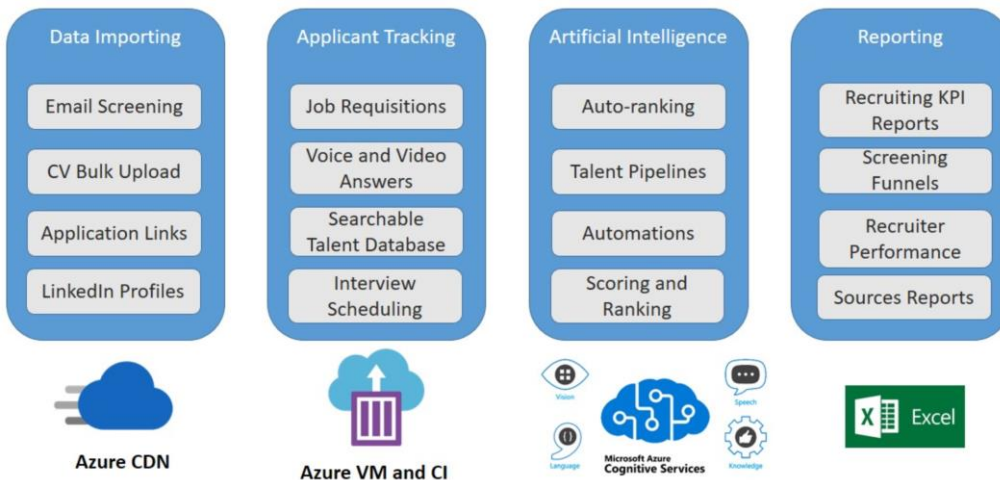 Data Importing
Email Screening
CV Bulk Upload
Application Links
LinkedIn Profiles
Azure CDN
Applicant Tracking
Job Requisitions
Voice and Video
Answers
Searchable
Talent Database
Interview
Scheduling
Azure VM and CI
Artificial Intelligence
Auto-ranking
Talent Pipelines
Automations
Scoring and
Ranking
Vision
Speech
Language
Microsoft Azure
Cognitive Services
Knowledge
Reporting
Recruiting KPI
Reports
Screening
Funnels
Recruiter
Performance
Sources Reports
X
Excel